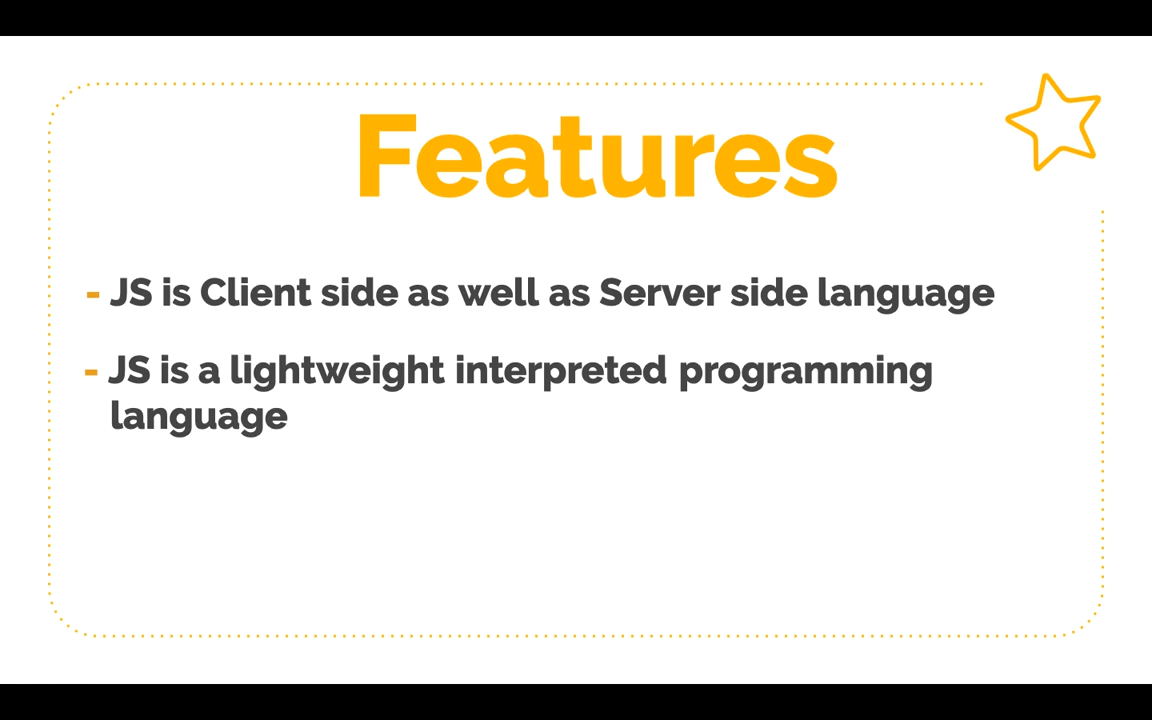 Features
- JS is Client side as well as Server side language
- JS is a lightweight interpreted programming
language